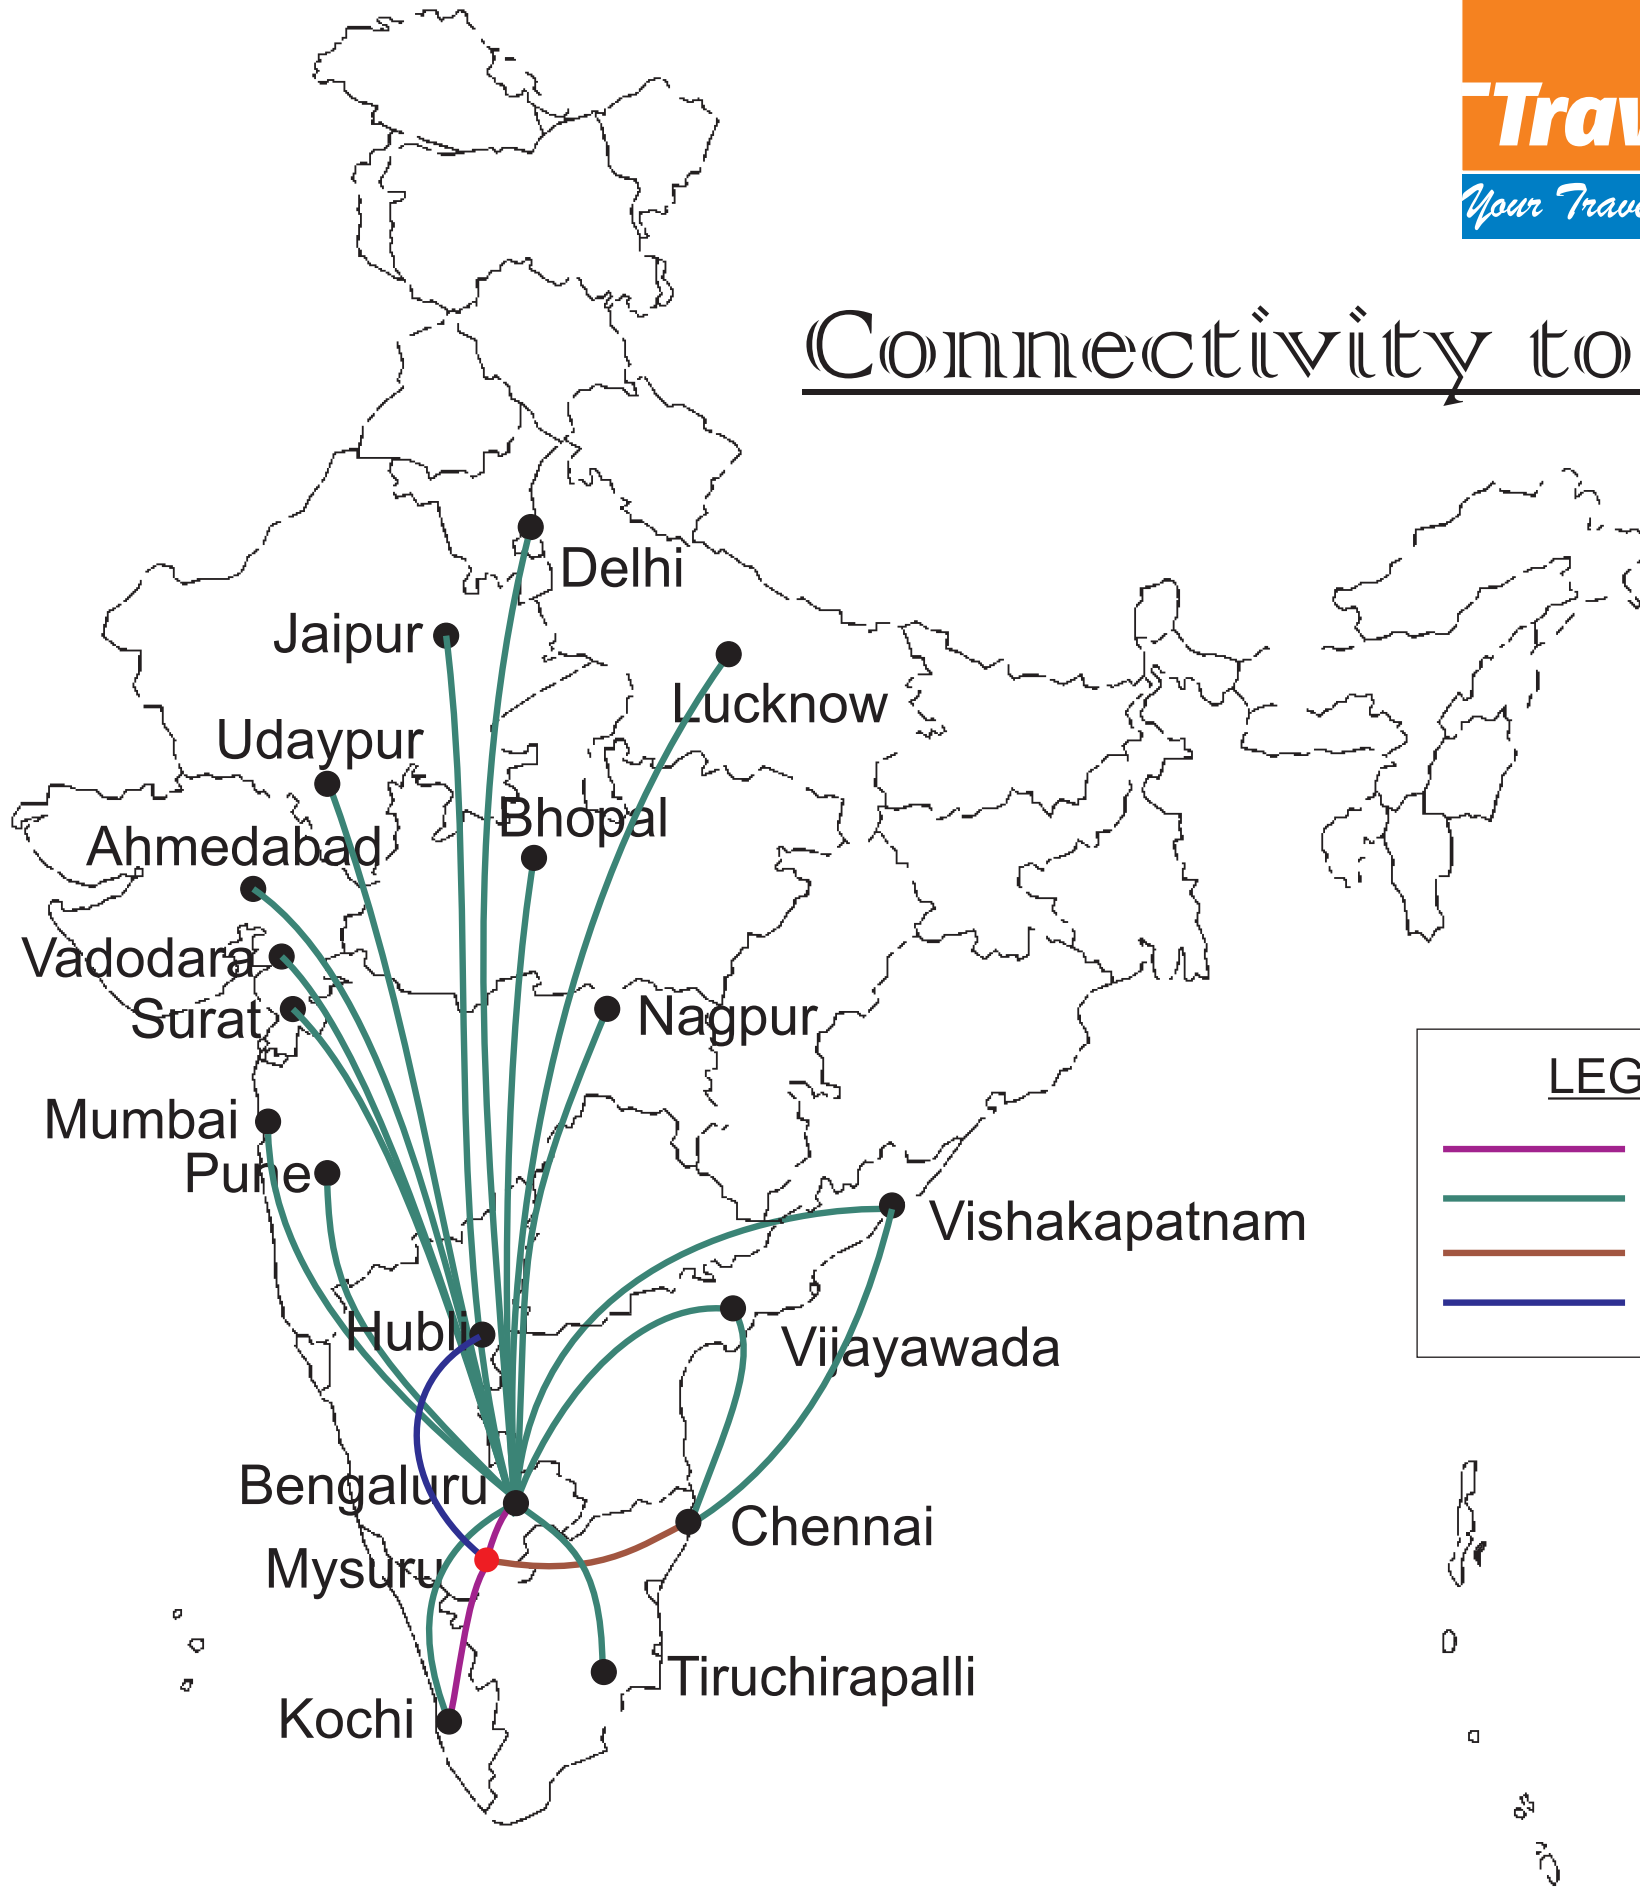 Trav
Your Trave
Connectivity to
Delhi
Jaipur
Lucknow
Udaypur
Bhopal
Ahmedabad
Vadodara
Surat
Nagpur
LEG
Mumbai
Pune
Vishakapatnam
Hubli
Vijayawada
Bengaluru
Chennai
Mysuru
Tiruchirapalli
Kochi